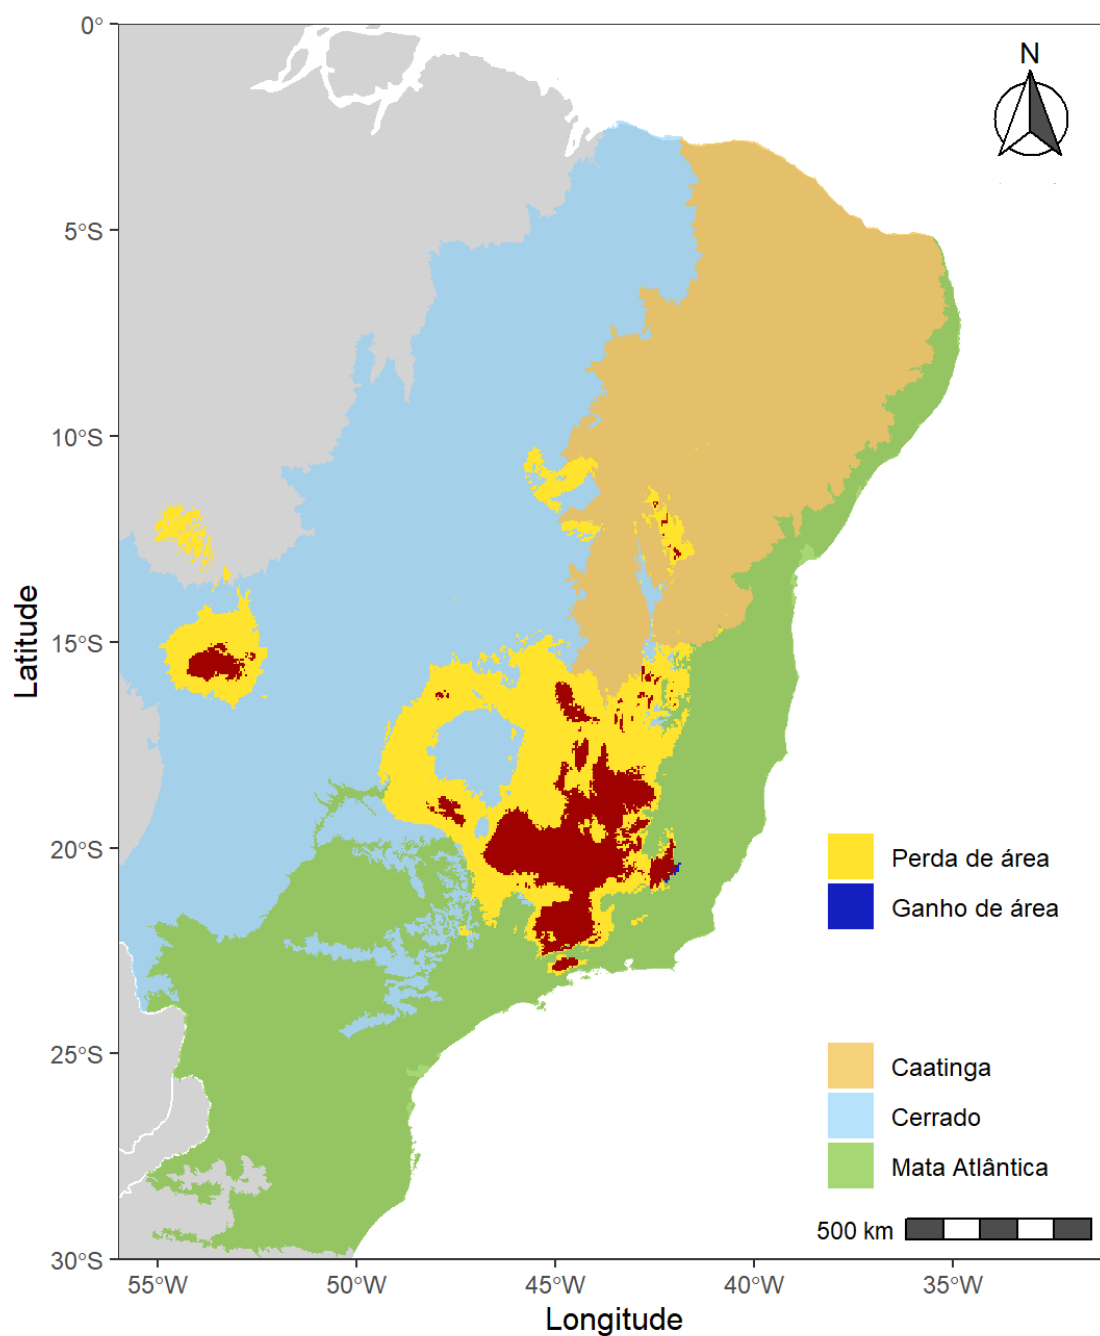 0°
N
5°S
10°S
15°S
20°S
25°S
30°S
Latitude
Perda de área
Ganho de área
Caatinga
Cerrado
Mata Atlântica
500 km
55°W 50°W 45°W 40°W 35°W
Longitude